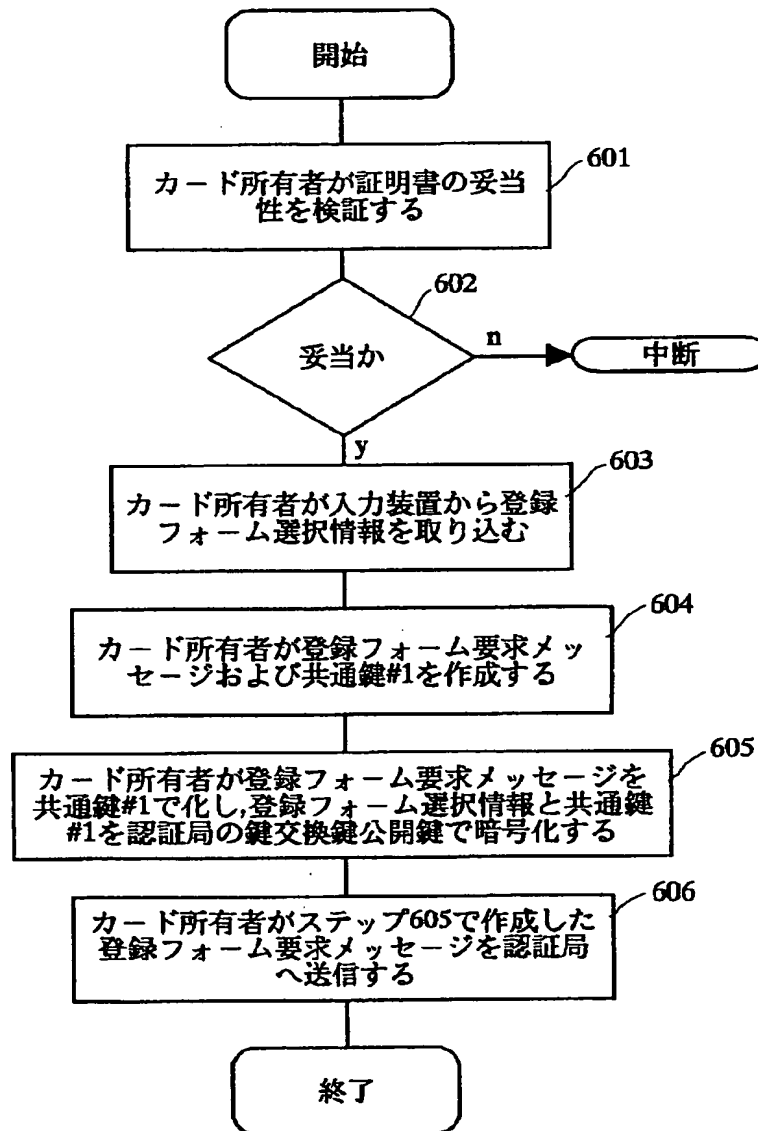 開始
601
カード所有者が証明書の妥当
性を検証する
602
妥当か
n
中断
y
603
カード所有者が入力装置から登録
フォーム選択情報を取り込む
604
カード所有者が登録フォーム要求メッ
セージおよび共通鍵#1を作成する
605
カード所有者が登録フォーム要求メッセージを
共通鍵#1で化し,登録フォーム選択情報と共通鍵
#1を認証局の鍵交換鍵公開鍵で暗号化する
606
カード所有者がステップ605で作成した
登録フォーム要求メッセージを認証局
へ送信する
終了